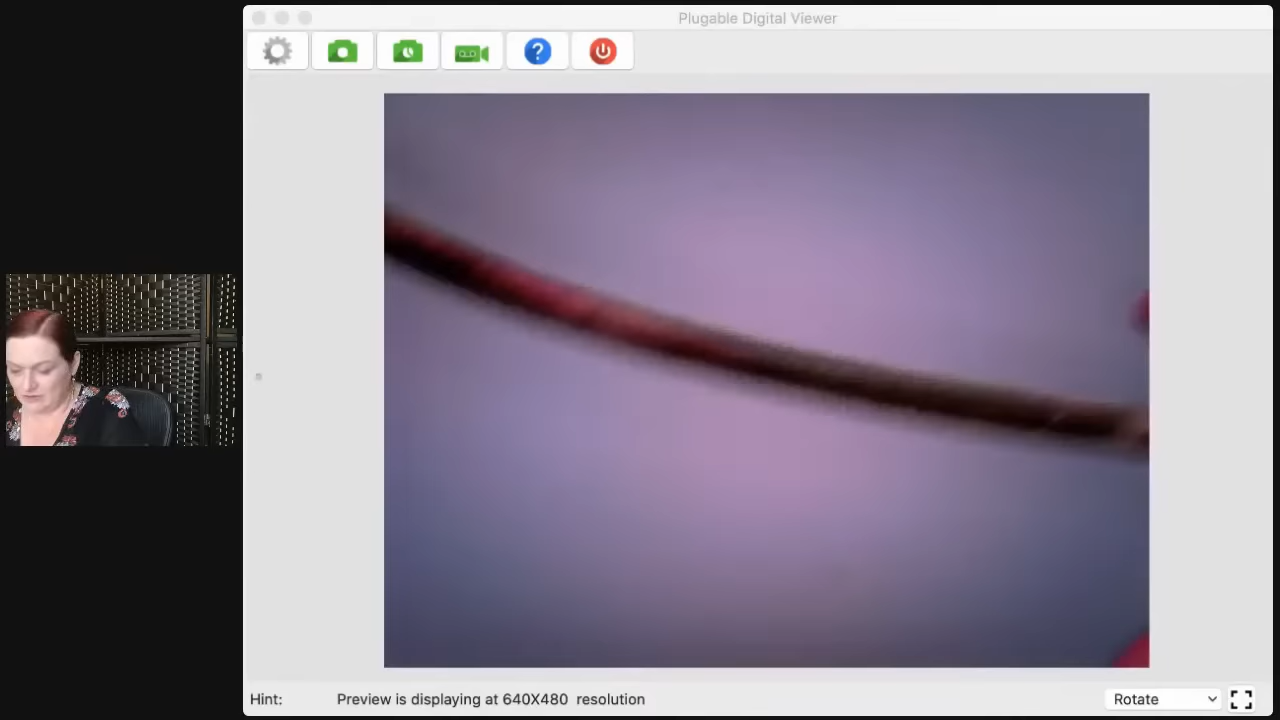 Plugable Digital Viewer
Hint: Preview is displaying at 640X480 resolution
Rotate